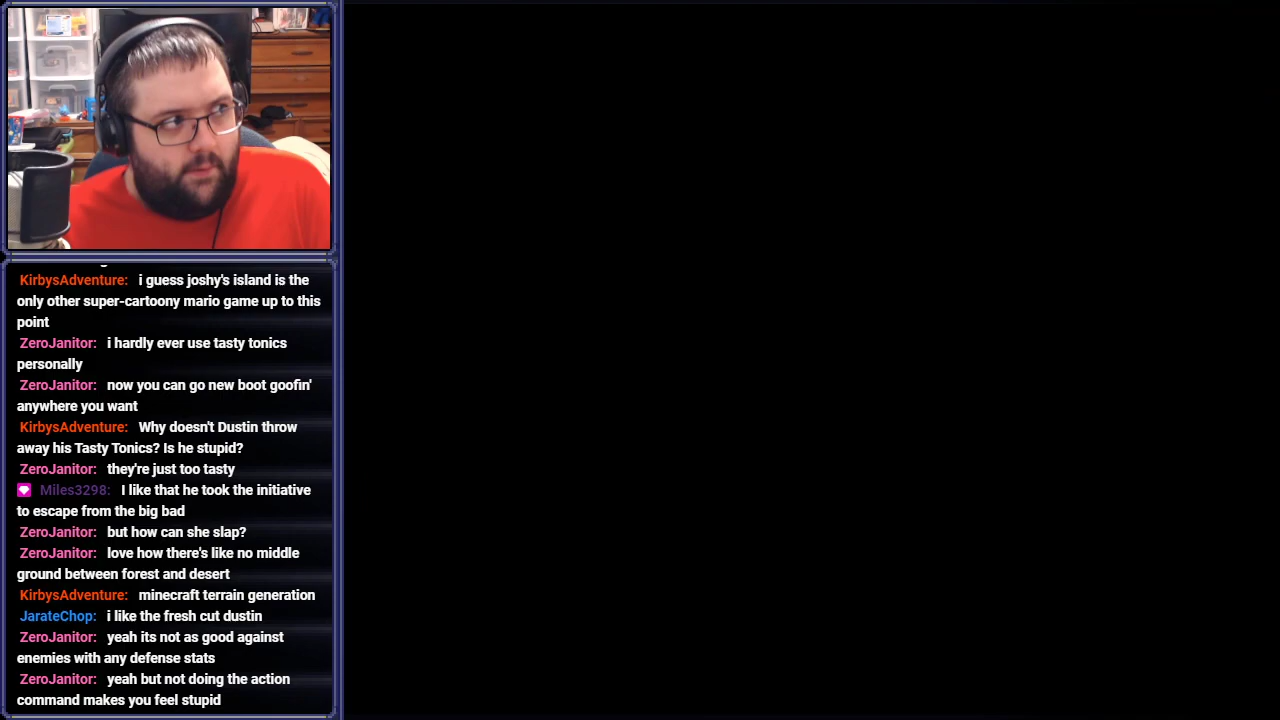 KirbysAdventure: i guess joshy's island is the
only other super-cartoony mario game up to this
point
ZeroJanitor: i hardly ever use tasty tonics
personally
ZeroJanitor: now you can go new boot goofin'
anywhere you want
KirbysAdventure: Why doesn't Dustin throw
away his Tasty Tonics? Is he stupid?
ZeroJanitor: they're just too tasty
Miles3298: I like that he took the initiative
to escape from the big bad
ZeroJanitor: but how can she slap?
ZeroJanitor: love how there's like no middle
ground between forest and desert
KirbysAdventure: minecraft terrain generation
JarateChop: i like the fresh cut dustin
ZeroJanitor: yeah its not as good against
enemies with any defense stats
ZeroJanitor: yeah but not doing the action
command makes you feel stupid